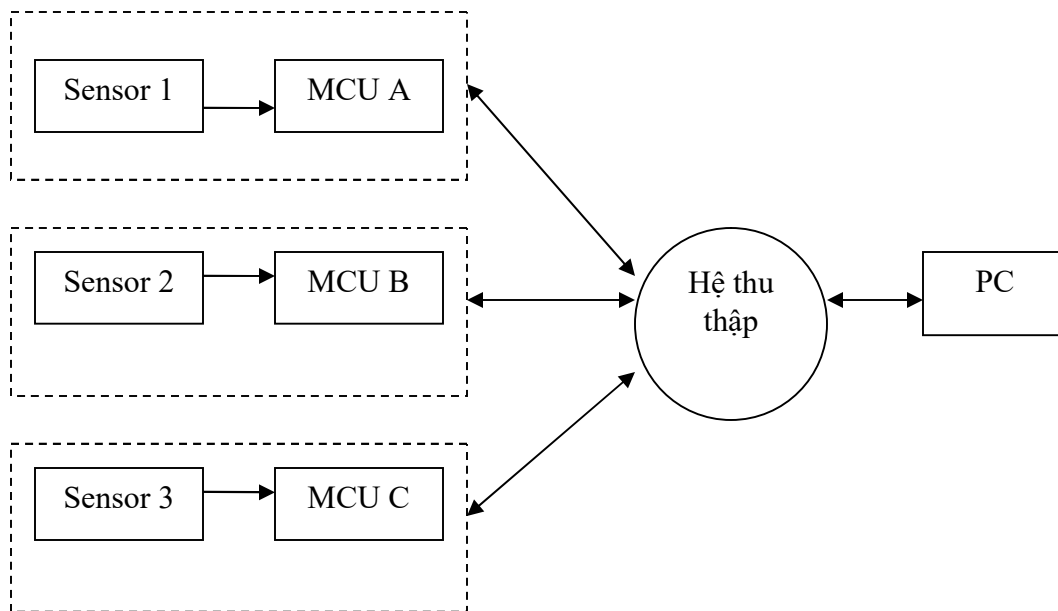 Sensor 1
MCU A
Sensor 2
MCU B
Hệ thu
thập
PC
Sensor 3
MCU C